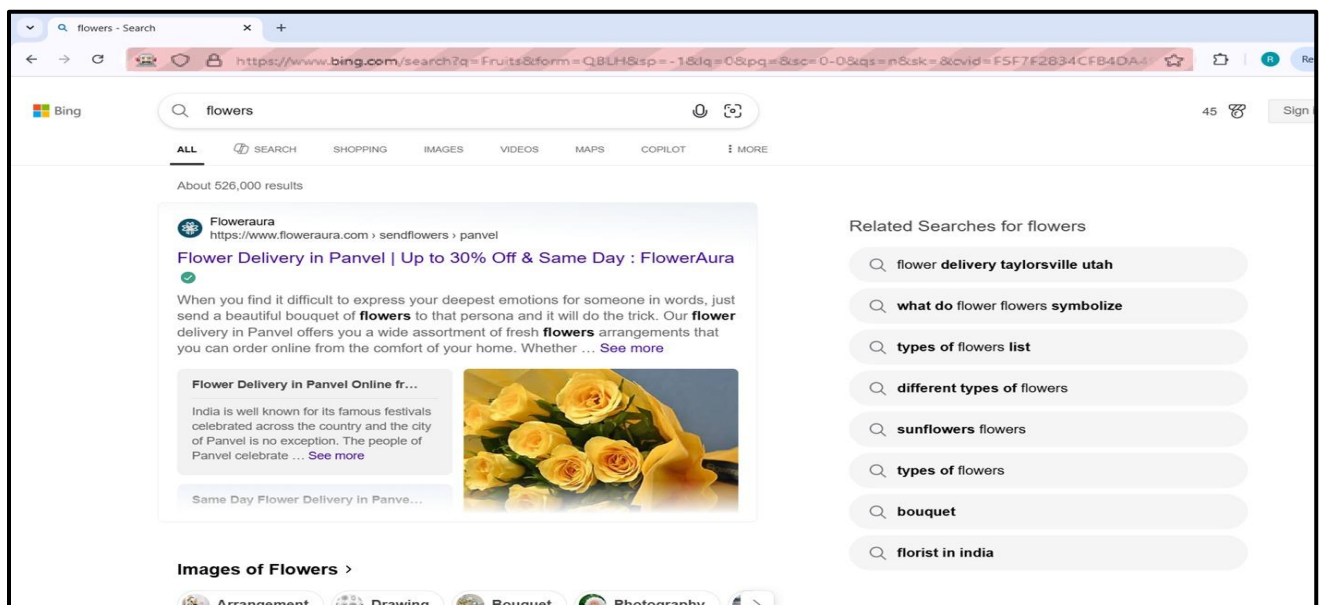 flowers - Search
https://www.bing.com/search?q=Fruits&form=QBLH&sp=-1&lq=0&pq=&sc=0-0&qs=n&sk=&cvid=F5F7F2834CFB4DA4
Bing
flowers
45
Sign
ALL SEARCH SHOPPING IMAGES VIDEOS MAPS COPILOT MORE
About 526,000 results
Floweraura
https://www.floweraura.com › sendflowers › panvel
Flower Delivery in Panvel | Up to 30% Off & Same Day : FlowerAura
When you find it difficult to express your deepest emotions for someone in words, just
send a beautiful bouquet of flowers to that persona and it will do the trick. Our flower
delivery in Panvel offers you a wide assortment of fresh flowers arrangements that
you can order online from the comfort of your home. Whether … See more
Flower Delivery in Panvel Online fr…
India is well known for its famous festivals
celebrated across the country and the city
of Panvel is no exception. The people of
Panvel celebrate … See more
Same Day Flower Delivery in Panve…
Images of Flowers >
Arrangement Drawing Bouquet Photography
Related Searches for flowers
flower delivery taylorsville utah
what do flower flowers symbolize
types of flowers list
different types of flowers
sunflowers flowers
types of flowers
bouquet
florist in india